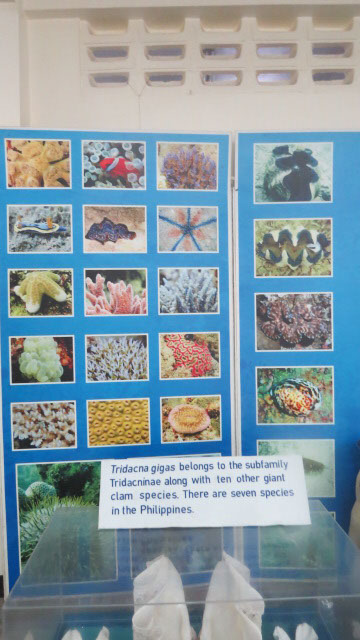 Tridacna gigas belongs to the subfamily
Tridacninae along with ten other giant
clam species. There are seven species
in the Philippines.